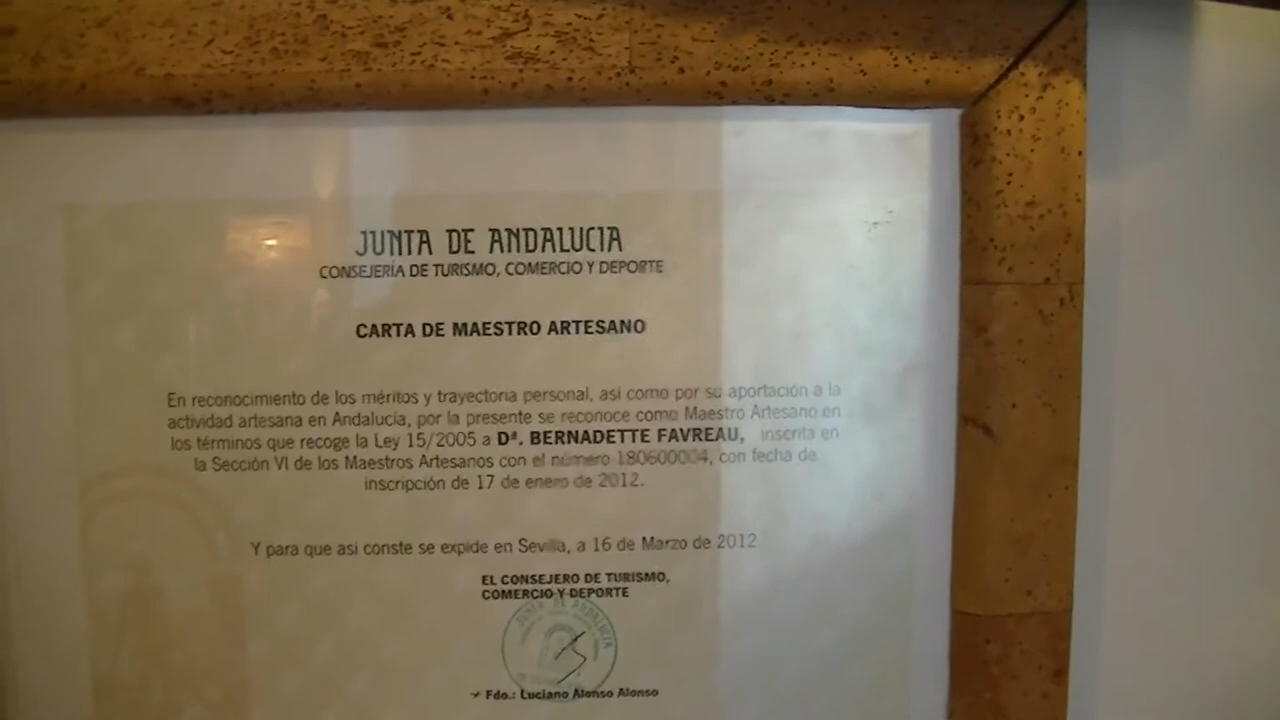 JUNTA DE ANDALUCIA
CONSEJERÍA DE TURISMO, COMERCIO Y DEPORTE
CARTA DE MAESTRO ARTESANO
En reconocimiento de los méritos y trayectoria personal, así como por su aportación a la
actividad artesana en Andalucía, por la presente se reconoce como Maestro Artesano en
los términos que recoge la Ley 15/2005 a Dª. BERNADETTE FAVREAU, inscrita en
la Sección VI de los Maestros Artesanos con el número 180600004, con fecha de
inscripción de 17 de enero de 2012.
Y para que asi conste se expide en Sevilla, a 16 de Marzo de 2012
EL CONSEJERO DE TURISMO,
COMERCIO Y DEPORTE
JUNTA DE ANDALUCIA
Fdo.: Luciano Alonso Alonso